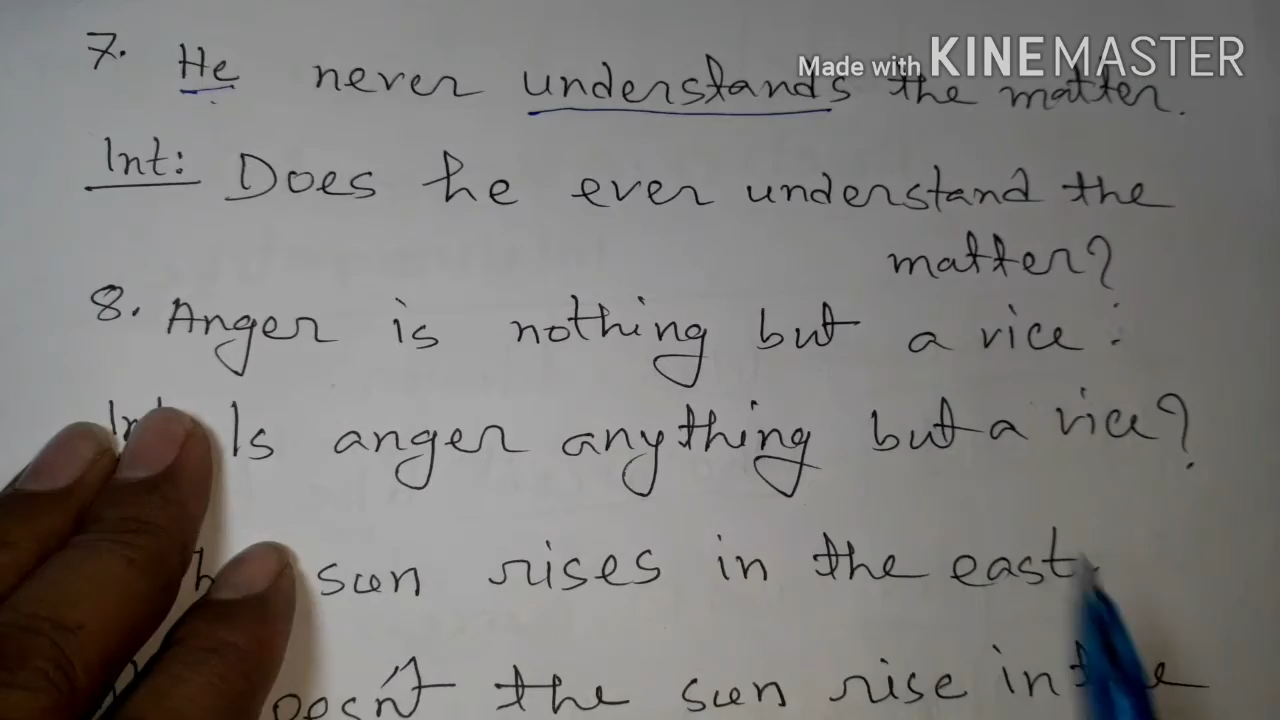 Made with KINEMASTER
7. He never understands the matter.
Int: Does he ever understand the
matter?
8. Anger is nothing but a vice.
Is anger anything but a vice?
sun rises in the east.
the sun rise in the